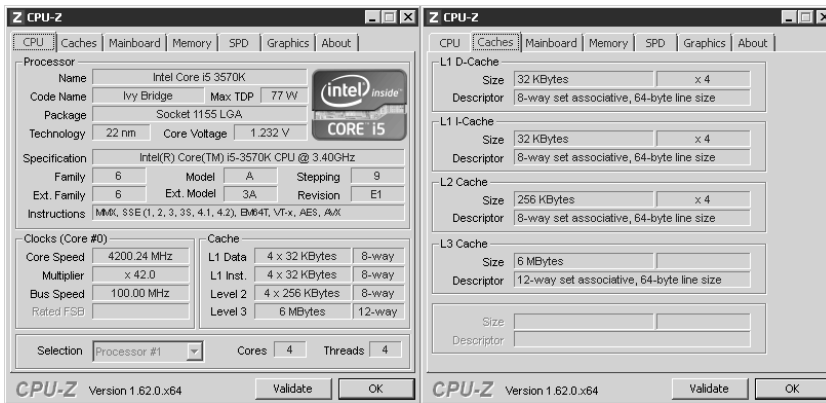 CPU-Z
CPU Caches Mainboard Memory SPD Graphics About
Processor
Name Intel Core i5 3570K
Code Name Ivy Bridge Max TDP 77 W
Package Socket 1155 LGA
Technology 22 nm Core Voltage 1.232 V
intel inside
CORE i5
Specification Intel(R) Core(TM) i5-3570K CPU @ 3.40GHz
Family 6 Model A Stepping 9
Ext. Family 6 Ext. Model 3A Revision E1
Instructions MMX, SSE (1, 2, 3, 3S, 4.1, 4.2), EM64T, VT-x, AES, AVX
Clocks (Core #0)
Core Speed 4200.24 MHz
Multiplier x 42.0
Bus Speed 100.00 MHz
Rated FSB
Cache
L1 Data 4 x 32 KBytes 8-way
L1 Inst. 4 x 32 KBytes 8-way
Level 2 4 x 256 KBytes 8-way
Level 3 6 MBytes 12-way
Selection Processor #1 Cores 4 Threads 4
CPU-Z Version 1.62.0.x64 Validate OK
CPU-Z
CPU Caches Mainboard Memory SPD Graphics About
L1 D-Cache
Size 32 KBytes x 4
Descriptor 8-way set associative, 64-byte line size
L1 I-Cache
Size 32 KBytes x 4
Descriptor 8-way set associative, 64-byte line size
L2 Cache
Size 256 KBytes x 4
Descriptor 8-way set associative, 64-byte line size
L3 Cache
Size 6 MBytes
Descriptor 12-way set associative, 64-byte line size
Size
Descriptor
CPU-Z Version 1.62.0.x64 Validate OK